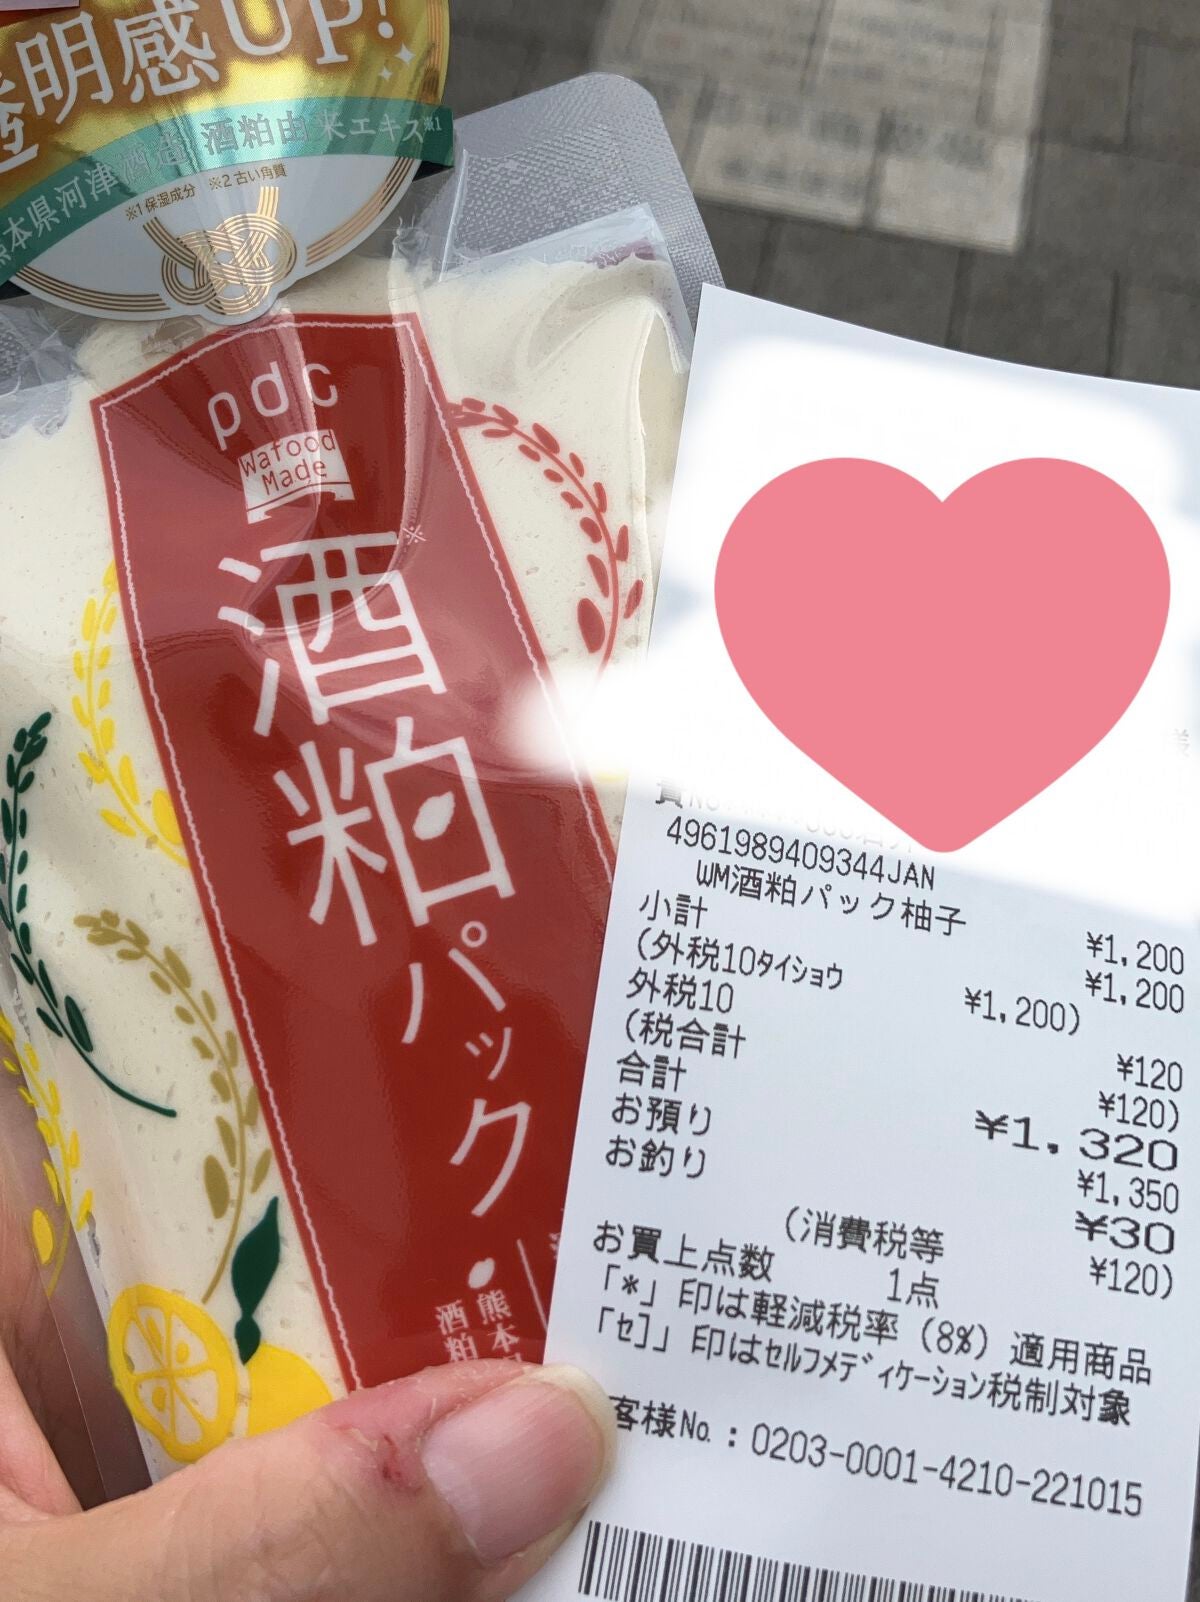 透明感UP!
熊本県河津酒造 酒粕由来エキス※1
※1 保湿成分 ※2 古い角質
pdc
Wafood
Made
酒粕パック※
熊本
酒粕
4961989409344JAN
WM酒粕パック柚子 ¥1,200
小計 ¥1,200
(外税10タイショウ ¥1,200)
外税10 ¥120
(税合計 ¥120)
合計 ¥1,320
お預り ¥1,350
お釣り ¥30
(消費税等 ¥120)
お買上点数 1点
「*」印は軽減税率(8%)適用商品
「セ]」印はセルフメディケーション税制対象
客様No.:0203-0001-4210-221015